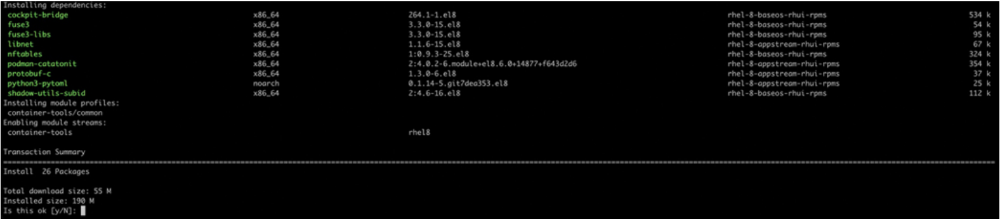 Installing dependencies:
cockpit-bridge x86_64 264.1-1.el8 rhel-8-baseos-rhui-rpms 534 k
fuse3 x86_64 3.3.0-15.el8 rhel-8-baseos-rhui-rpms 54 k
fuse3-libs x86_64 3.3.0-15.el8 rhel-8-baseos-rhui-rpms 95 k
libnet x86_64 1.1.6-15.el8 rhel-8-appstream-rhui-rpms 67 k
nftables x86_64 1:0.9.3-25.el8 rhel-8-baseos-rhui-rpms 324 k
podman-catatonit x86_64 2:4.0.2-6.module+el8.6.0+14877+f643d2d6 rhel-8-appstream-rhui-rpms 354 k
protobuf-c x86_64 1.3.0-6.el8 rhel-8-appstream-rhui-rpms 37 k
python3-pytoml noarch 0.1.14-5.git7dea353.el8 rhel-8-appstream-rhui-rpms 25 k
shadow-utils-subid x86_64 2:4.6-16.el8 rhel-8-baseos-rhui-rpms 112 k
Installing module profiles:
container-tools/common
Enabling module streams:
container-tools rhel8
Transaction Summary
Install 26 Packages
Total download size: 55 M
Installed size: 190 M
Is this ok [y/N]: